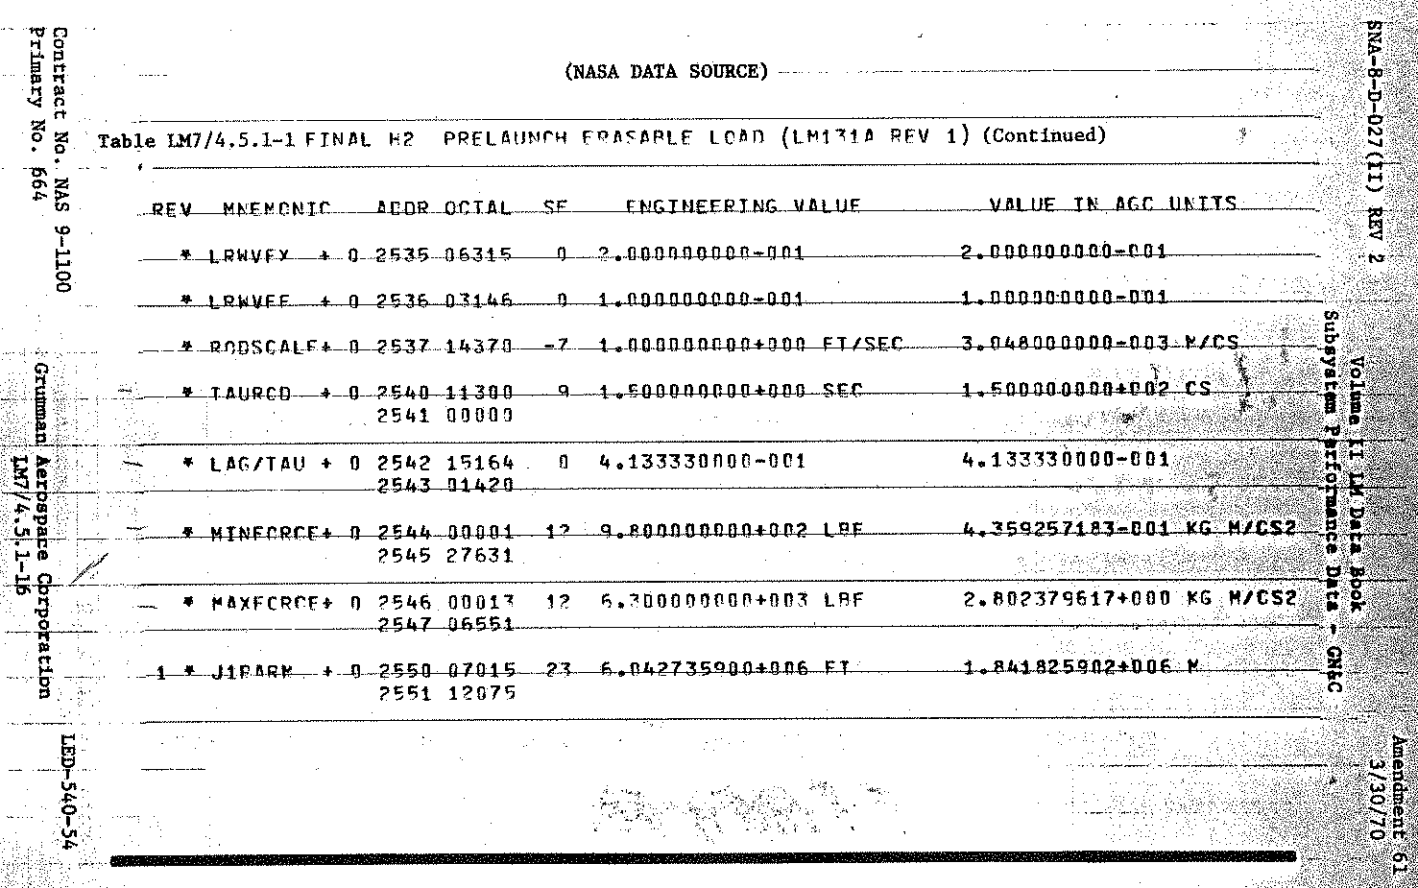 SNA-8-D-027(II) REV 2
Volume II LM Data Book
Subsystem Performance Data - GN&C
Amendment 61
3/30/70
(NASA DATA SOURCE)
Table LM7/4.5.1-1 FINAL H2 PRELAUNCH ERASABLE LOAD (LM131A REV 1) (Continued)
REV MNEMONIC ADDR OCTAL SF ENGINEERING VALUE VALUE IN AGC UNITS
* LRWVFX + 0 2535 06315 0 2.000000000-001 2.000000000-001
* LRWVFF + 0 2536 03146 0 1.000000000-001 1.000000000-001
* RODSCALE+ 0 2537 14370 -7 1.000000000+000 FT/SEC 3.048000000-003 M/CS
* TAUROD + 0 2540 11300 9 1.500000000+000 SEC 1.500000000+002 CS
2541 00000
* LAG/TAU + 0 2542 15164 0 4.133330000-001 4.133330000-001
2543 01420
* MINFORCE+ 0 2544 00001 12 9.800000000+002 LBF 4.359257183-001 KG M/CS2
2545 27631
* MAXFORCE+ 0 2546 00013 12 6.300000000+003 LBF 2.802379617+000 KG M/CS2
2547 06551
1 * J1PARM + 0 2550 07015 23 6.042735900+006 FT 1.841825902+006 M
2551 12075
Contract No. NAS 9-1100
Primary No. 664
Grumman Aerospace Corporation
LM7/4.5.1-16
LED-540-54